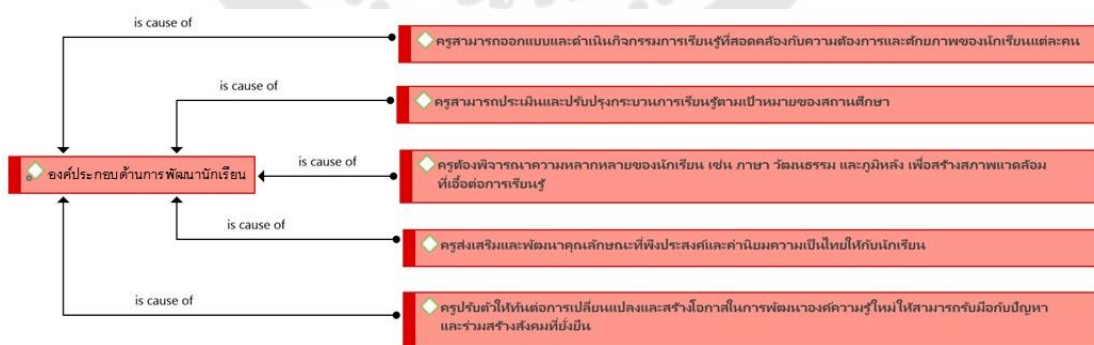 is cause of
ครูสามารถออกแบบและดำเนินกิจกรรมการเรียนรู้ที่สอดคล้องกับความต้องการและศักยภาพของนักเรียนแต่ละคน
is cause of
ครูสามารถประเมินและปรับปรุงกระบวนการเรียนรู้ตามเป้าหมายของสถานศึกษา
องค์ประกอบด้านการพัฒนานักเรียน
is cause of
ครูต้องพิจารณาความหลากหลายของนักเรียน เช่น ภาษา วัฒนธรรม และภูมิหลัง เพื่อสร้างสภาพแวดล้อม
ที่เอื้อต่อการเรียนรู้
is cause of
ครูส่งเสริมและพัฒนาคุณลักษณะที่พึงประสงค์และค่านิยมความเป็นไทยให้กับนักเรียน
is cause of
ครูปรับตัวให้ทันต่อการเปลี่ยนแปลงและสร้างโอกาสในการพัฒนาองค์ความรู้ใหม่ให้สามารถรับมือกับปัญหา
และร่วมสร้างสังคมที่ยั่งยืน